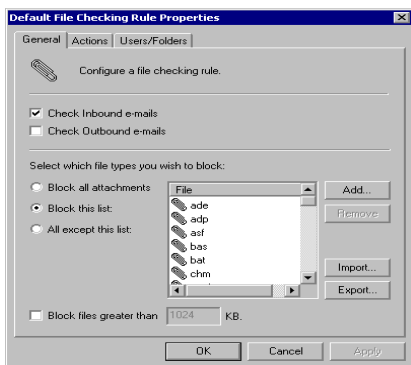 Default File Checking Rule Properties
General Actions Users/Folders
Configure a file checking rule.
Check Inbound e-mails
Check Outbound e-mails
Select which file types you wish to block:
Block all attachments
Block this list:
All except this list:
File
ade
adp
asf
bas
bat
chm
Add...
Remove
Import...
Export...
Block files greater than 1024 KB.
OK Cancel Apply